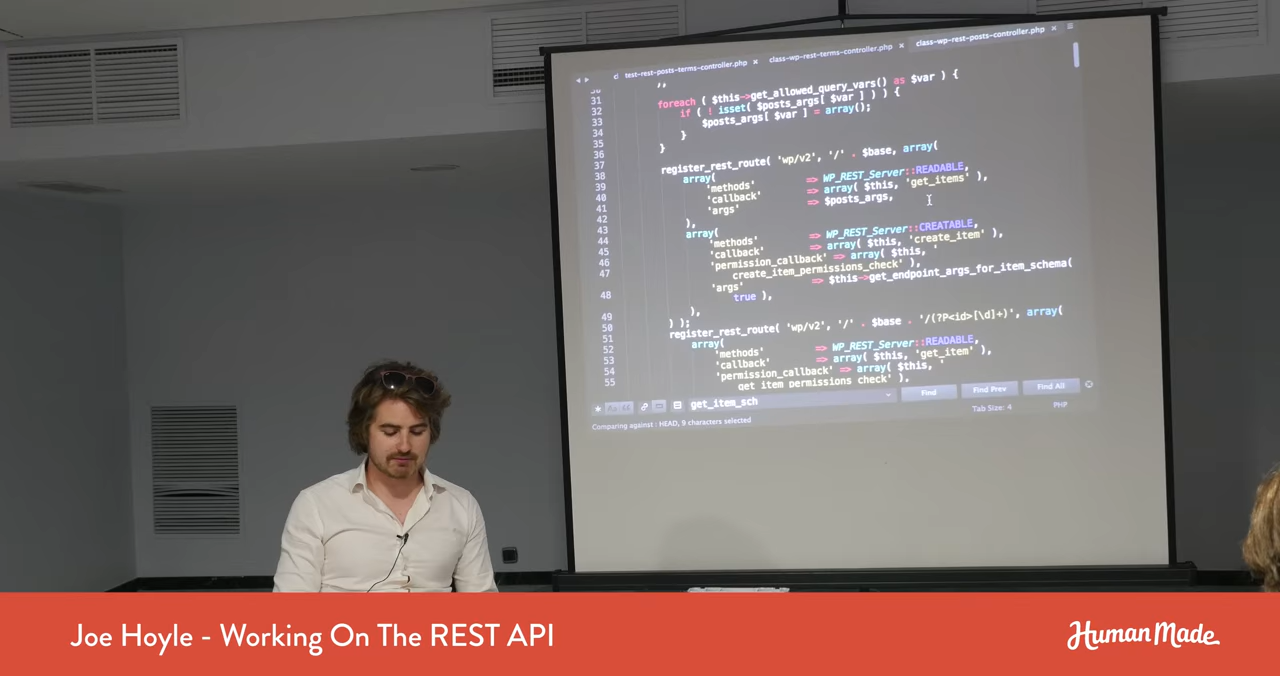 test-rest-posts-terms-controller.php × class-wp-rest-terms-controller.php × class-wp-rest-posts-controller.php ×
31 foreach ( $this->get_allowed_query_vars() as $var ) {
32 if ( ! isset( $posts_args[ $var ] ) ) {
33 $posts_args[ $var ] = array();
34 }
35 }
36
37 register_rest_route( 'wp/v2', '/' . $base, array(
38 array(
39 'methods' => WP_REST_Server::READABLE,
40 'callback' => array( $this, 'get_items' ),
41 'args' => $posts_args,
42 ),
43 array(
44 'methods' => WP_REST_Server::CREATABLE,
45 'callback' => array( $this, 'create_item' ),
46 'permission_callback' => array( $this, '
create_item_permissions_check' ),
47 'args' => $this->get_endpoint_args_for_item_schema(
true ),
48 ),
49 ) );
50 register_rest_route( 'wp/v2', '/' . $base . '/(?P<id>[\d]+)', array(
51 array(
52 'methods' => WP_REST_Server::READABLE,
53 'callback' => array( $this, 'get_item' ),
54 'permission_callback' => array( $this, '
55 get_item_permissions_check' ),
get_item_sch Find Find Prev Find All
Comparing against : HEAD, 9 characters selected Tab Size: 4 PHP
Joe Hoyle - Working On The REST API
Human Made